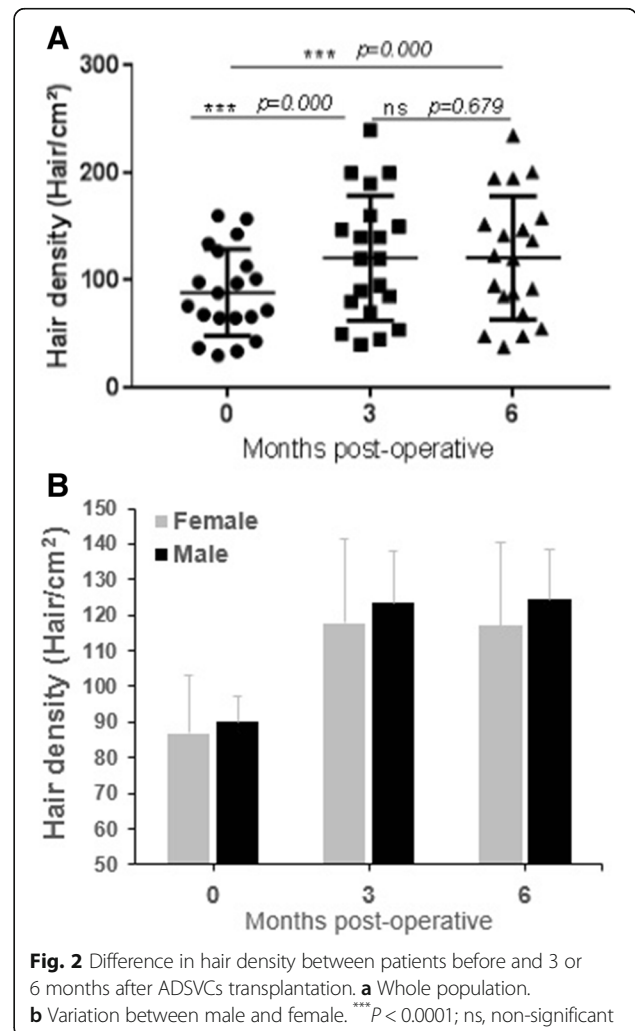 A
*** p=0.000
*** p=0.000
ns p=0.679
300
200
100
0
Hair density (Hair/cm²)
0 3 6
Months post-operative
B
Female
Male
150
140
130
120
110
100
90
80
70
60
50
Hair density (Hair/cm²)
0 3 6
Months post-operative
Fig. 2 Difference in hair density between patients before and 3 or
6 months after ADSVCs transplantation. a Whole population.
b Variation between male and female. ***P < 0.0001; ns, non-significant